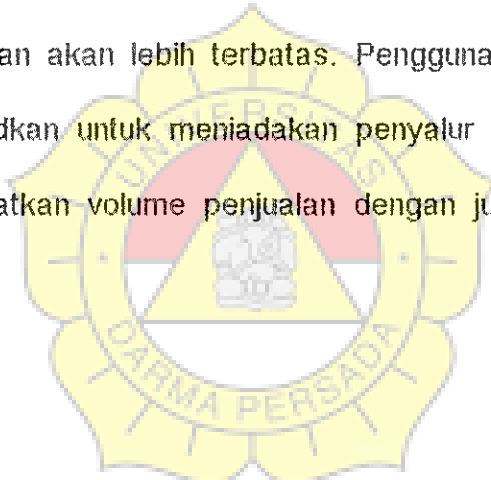 an akan lebih terbatas. Pengguna
dkan untuk meniadakan penyalur
atkan volume penjualan dengan ju
UNIVERSITAS
DARMA PERSADA